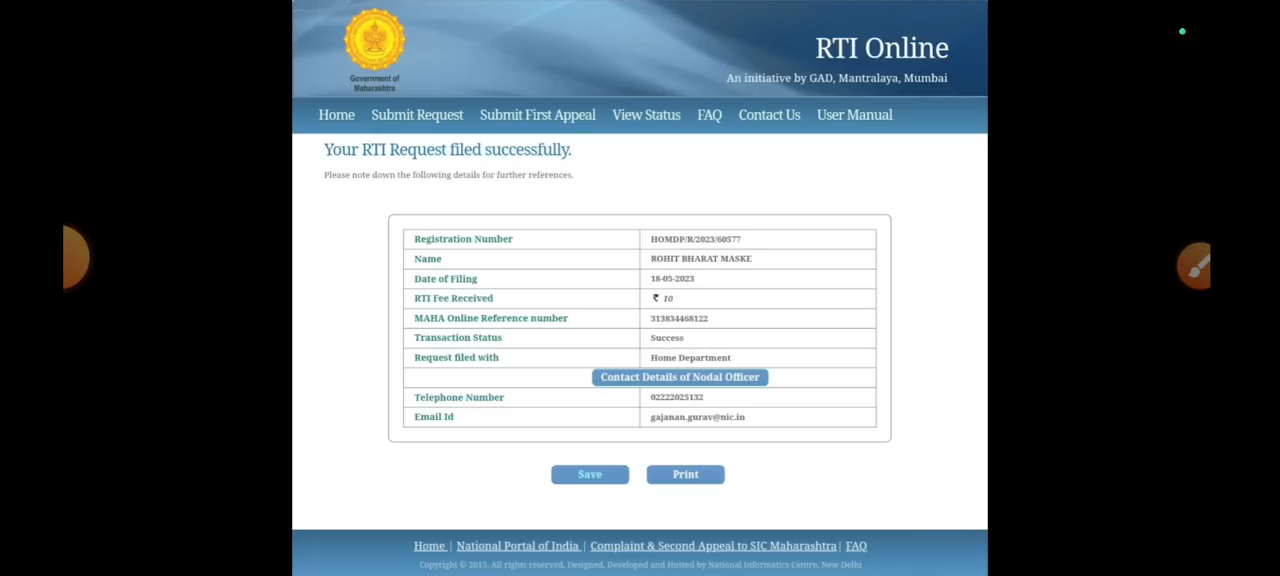 Government of
Maharashtra
RTI Online
An initiative by GAD, Mantralaya, Mumbai
Home Submit Request Submit First Appeal View Status FAQ Contact Us User Manual
Your RTI Request filed successfully.
Please note down the following details for further references.
Registration Number HOMDP/R/2023/60577
Name ROHIT BHARAT MASKE
Date of Filing 18-05-2023
RTI Fee Received ₹ 10
MAHA Online Reference number 313834468122
Transaction Status Success
Request filed with Home Department
Contact Details of Nodal Officer
Telephone Number 02222025132
Email Id gajanan.gurav@nic.in
Save Print
Home | National Portal of India | Complaint & Second Appeal to SIC Maharashtra | FAQ
Copyright © 2015. All rights reserved. Designed, Developed and Hosted by National Informatics Centre, New Delhi